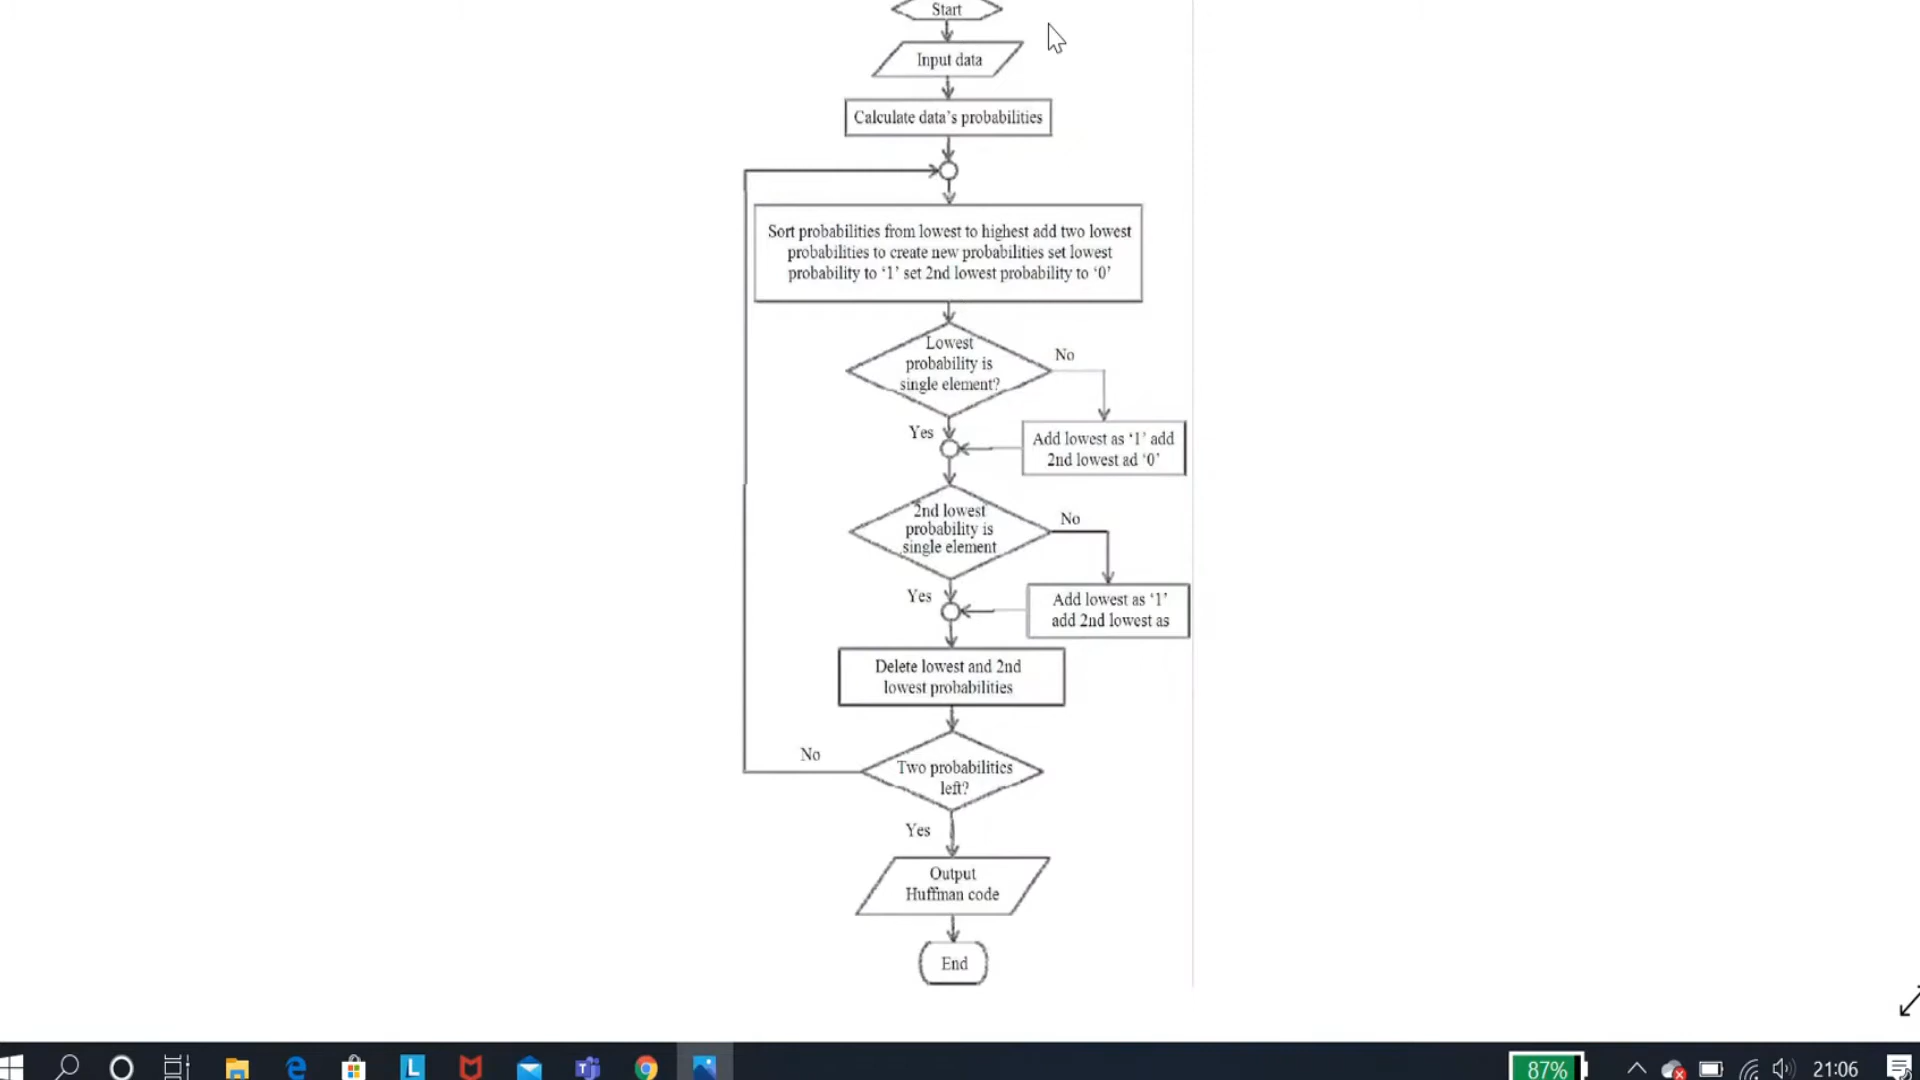 Start
Input data
Calculate data's probabilities
Sort probabilities from lowest to highest add two lowest
probabilities to create new probabilities set lowest
probability to ‘1’ set 2nd lowest probability to ‘0’
Lowest
probability is
single element?
No
Yes
Add lowest as ‘1’ add
2nd lowest ad ‘0’
2nd lowest
probability is
single element
No
Yes
Add lowest as ‘1’
add 2nd lowest as
Delete lowest and 2nd
lowest probabilities
No
Two probabilities
left?
Yes
Output
Huffman code
End
87%
21:06